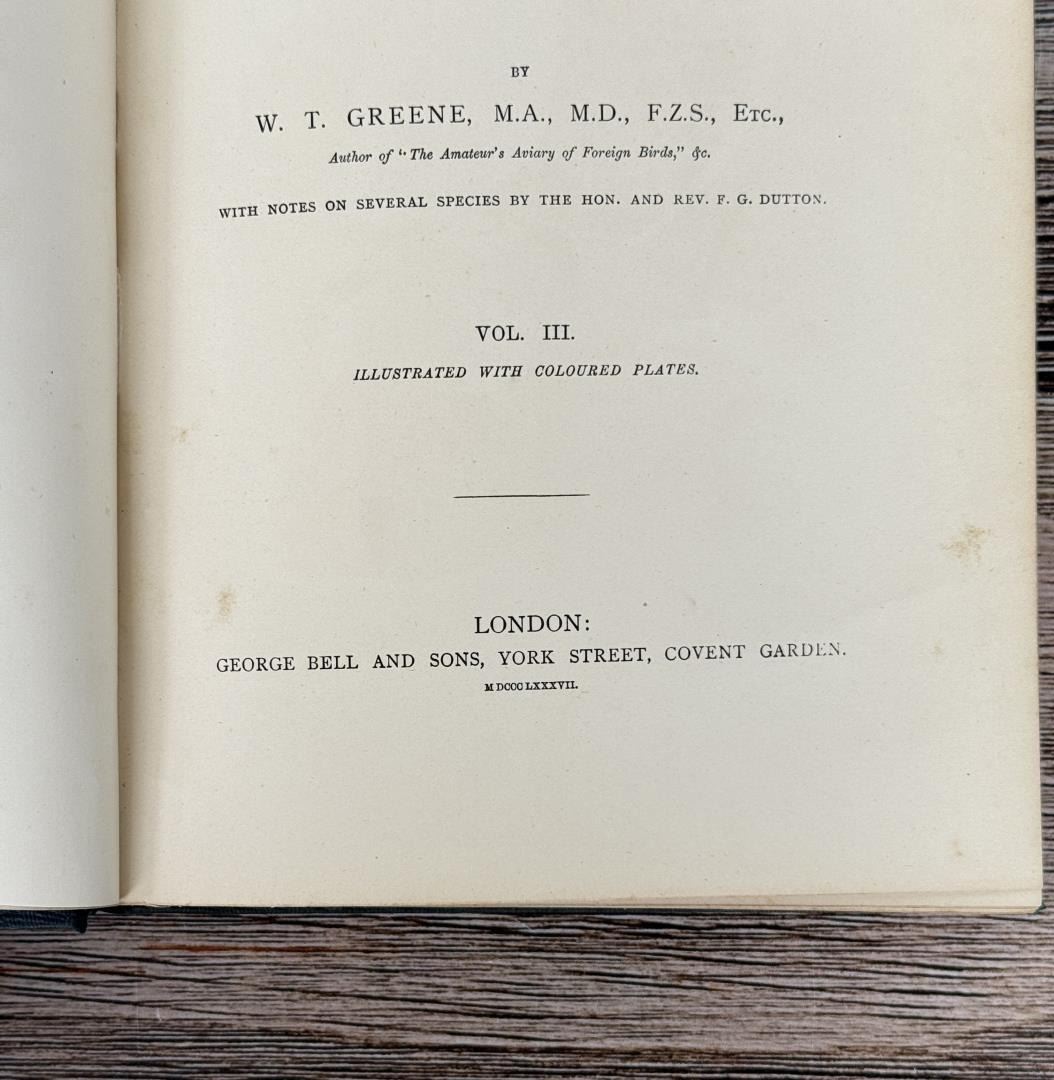 BY
W. T. GREENE, M.A., M.D., F.Z.S., ETC.,
Author of "The Amateur's Aviary of Foreign Birds," &c.
WITH NOTES ON SEVERAL SPECIES BY THE HON. AND REV. F. G. DUTTON.
VOL. III.
ILLUSTRATED WITH COLOURED PLATES.
LONDON:
GEORGE BELL AND SONS, YORK STREET, COVENT GARDEN.
MDCCCLXXXVII.